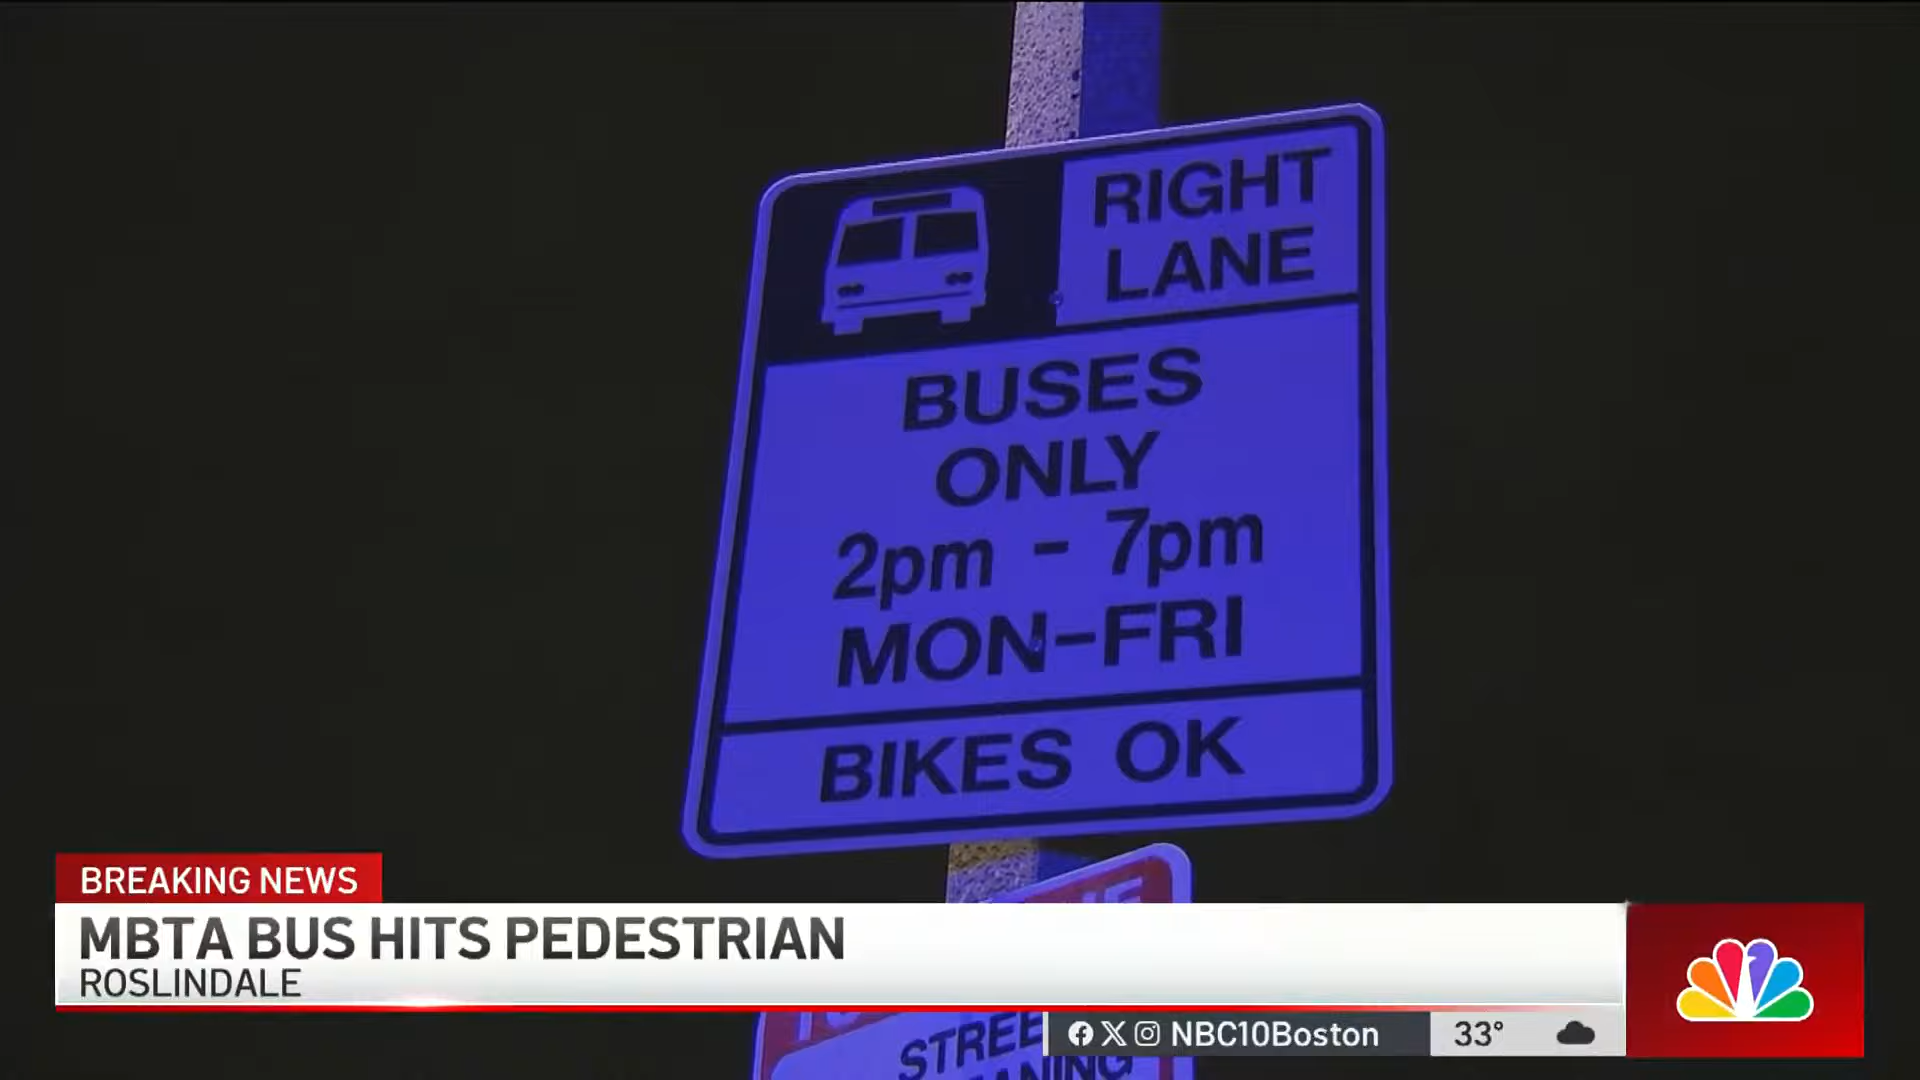 RIGHT
LANE
BUSES
ONLY
2pm - 7pm
MON-FRI
BIKES OK
BREAKING NEWS
MBTA BUS HITS PEDESTRIAN
ROSLINDALE
NBC10Boston
33°